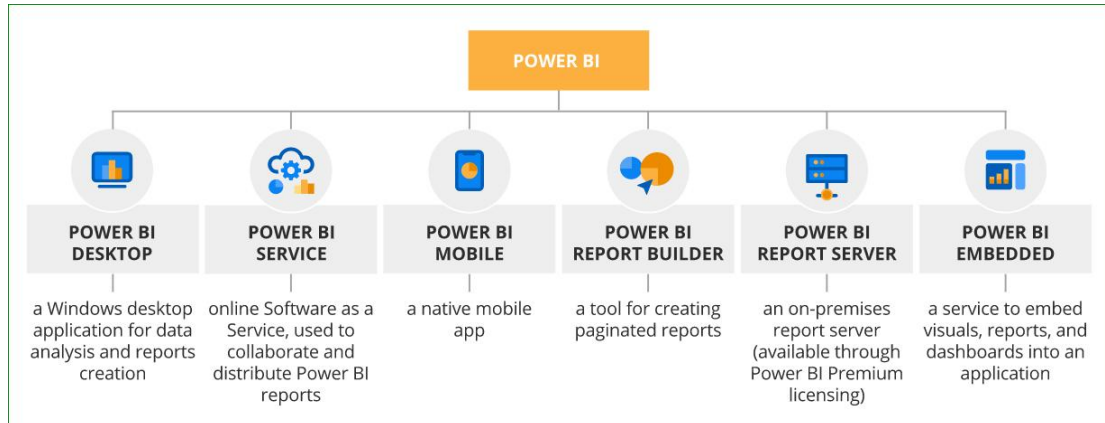 POWER BI
POWER BI
DESKTOP
a Windows desktop
application for data
analysis and reports
creation
POWER BI
SERVICE
online Software as a
Service, used to
collaborate and
distribute Power BI
reports
POWER BI
MOBILE
a native mobile
app
POWER BI
REPORT BUILDER
a tool for creating
paginated reports
POWER BI
REPORT SERVER
an on-premises
report server
(available through
Power BI Premium
licensing)
POWER BI
EMBEDDED
a service to embed
visuals, reports, and
dashboards into an
application